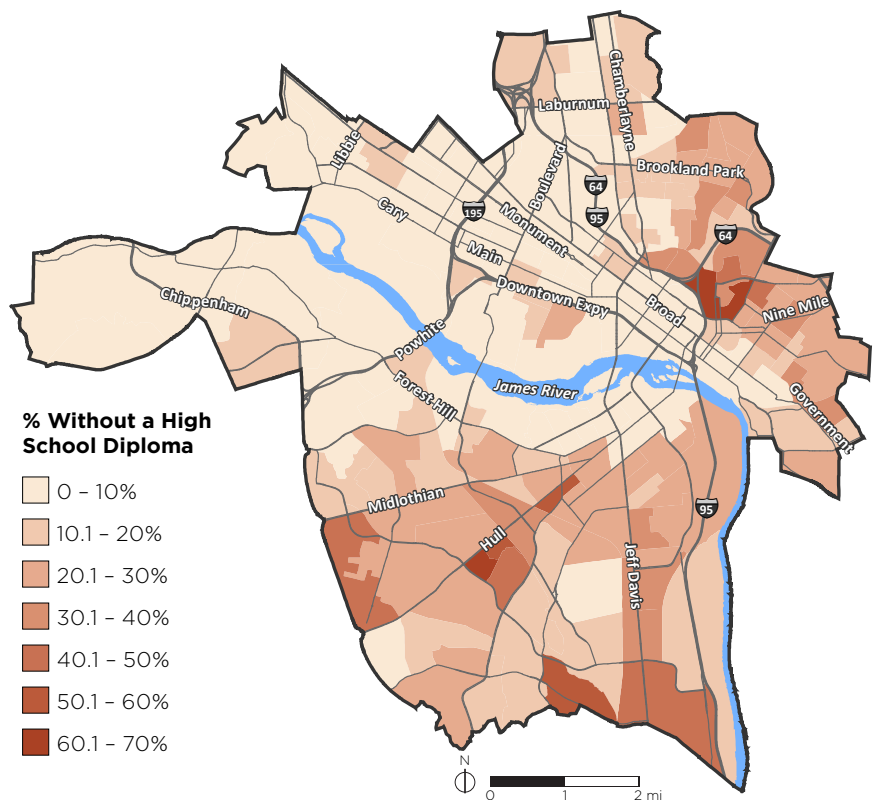 Chamberlayne
Laburnum
Libbie
Boulevard
Brookland Park
64
95
195
Cary
Monument
64
Main
Chippenham
Downtown Expy
Broad
Nine Mile
Powhite
James River
Forest Hill
Government
% Without a High
School Diploma
0 – 10%
10.1 – 20%
20.1 – 30%
30.1 – 40%
40.1 – 50%
50.1 – 60%
60.1 – 70%
Midlothian
95
Hull
Jeff Davis
N
0 1 2 mi